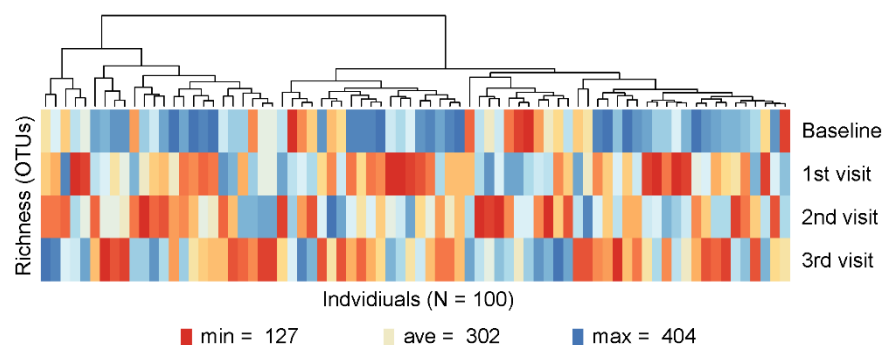 Richness (OTUs)
Baseline
1st visit
2nd visit
3rd visit
Indvidiuals (N = 100)
min = 127 ave = 302 max = 404